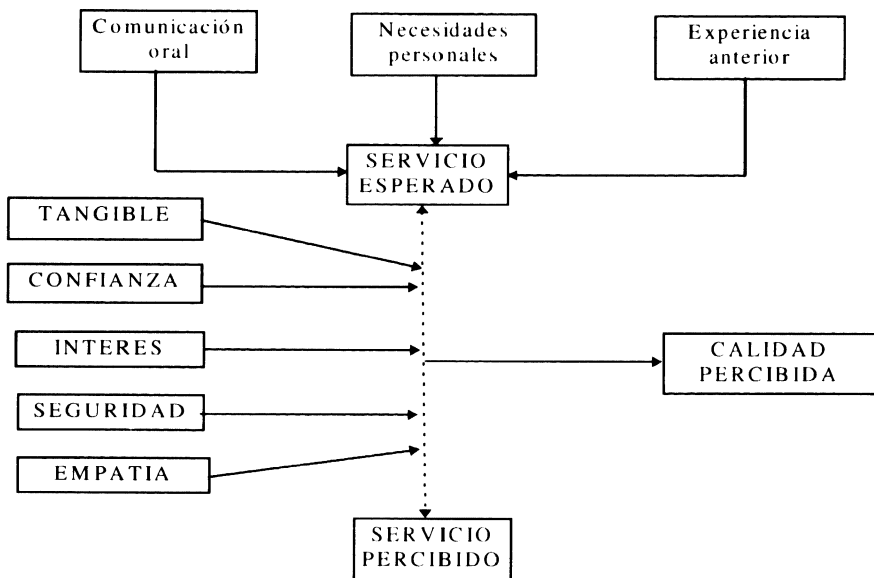 Comunicación
oral
Necesidades
personales
Experiencia
anterior
SERVICIO
ESPERADO
TANGIBLE
CONFIANZA
INTERES
SEGURIDAD
EMPATIA
CALIDAD
PERCIBIDA
SERVICIO
PERCIBIDO